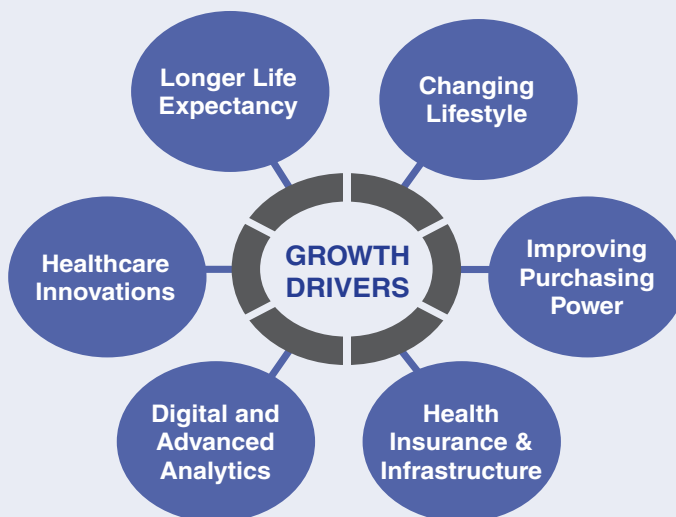 Longer Life
Expectancy
Changing
Lifestyle
Healthcare
Innovations
GROWTH
DRIVERS
Improving
Purchasing
Power
Digital and
Advanced
Analytics
Health
Insurance &
Infrastructure